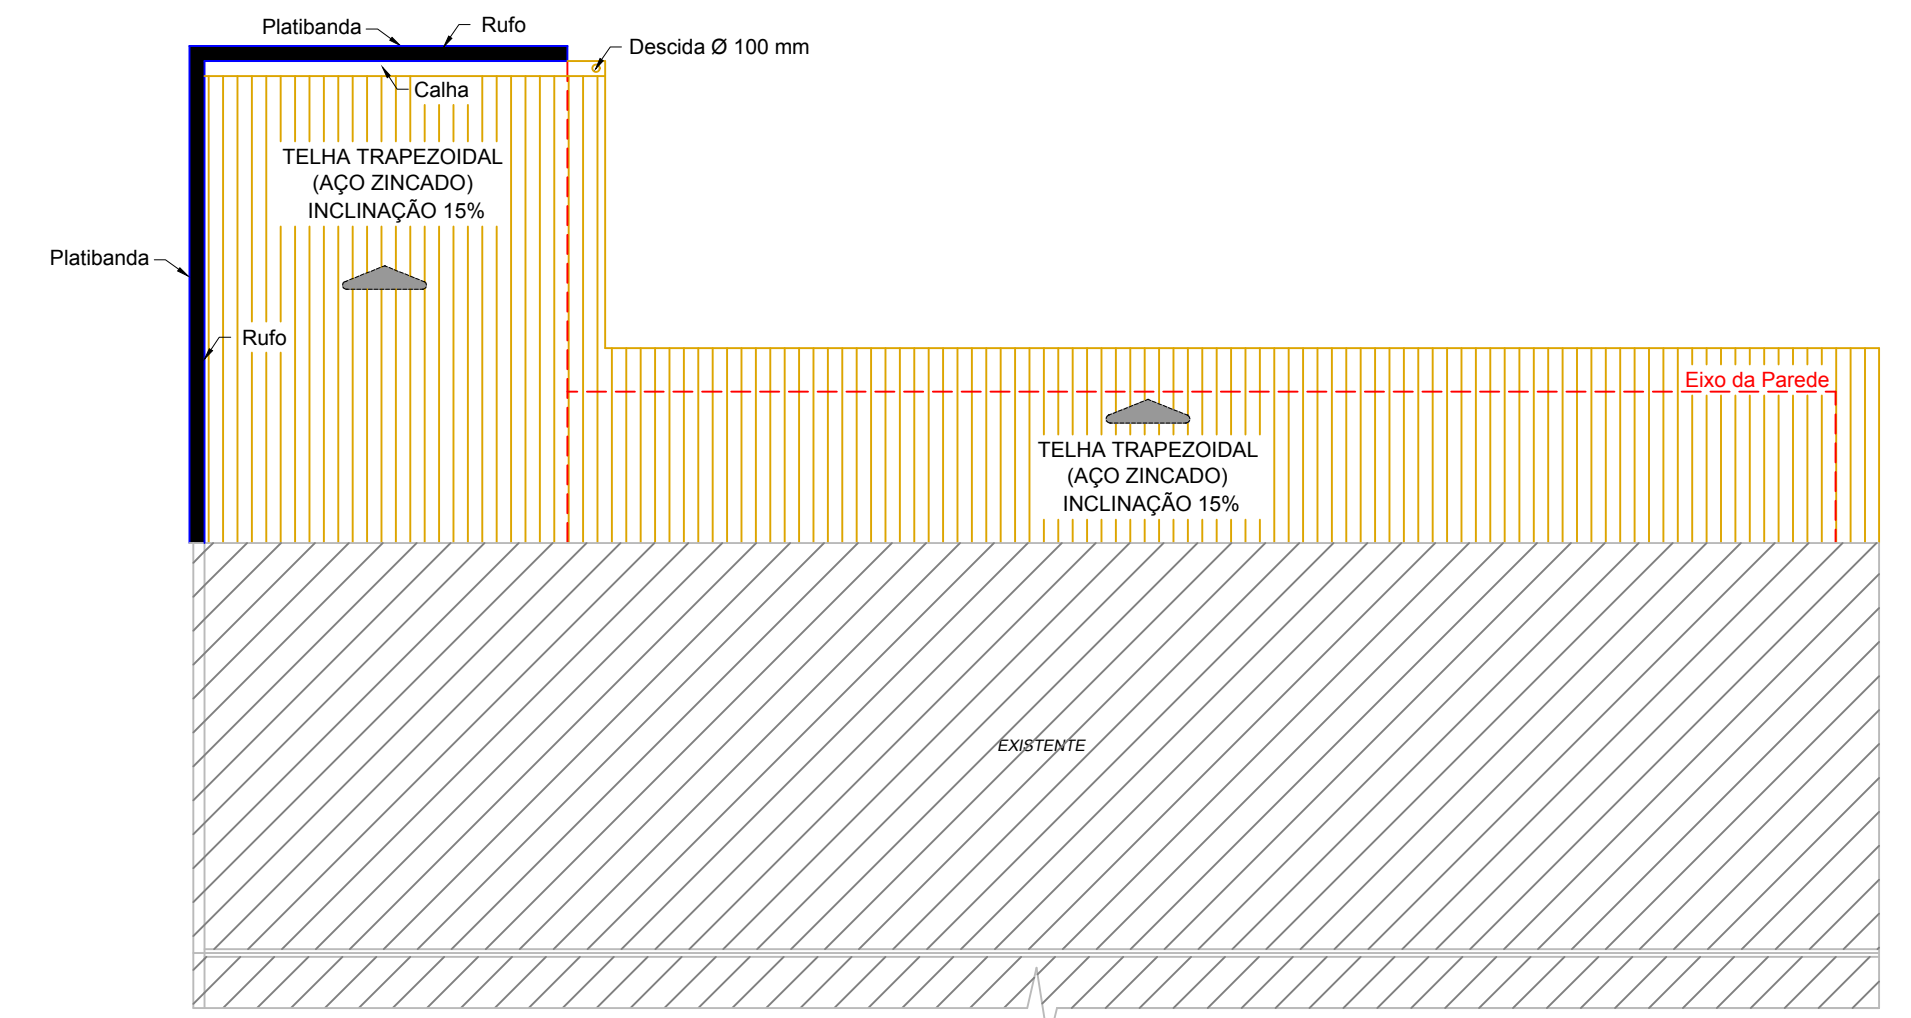 Platibanda
Rufo
Descida Ø 100 mm
Calha
TELHA TRAPEZOIDAL
(AÇO ZINCADO)
INCLINAÇÃO 15%
Platibanda
Rufo
Eixo da Parede
TELHA TRAPEZOIDAL
(AÇO ZINCADO)
INCLINAÇÃO 15%
EXISTENTE